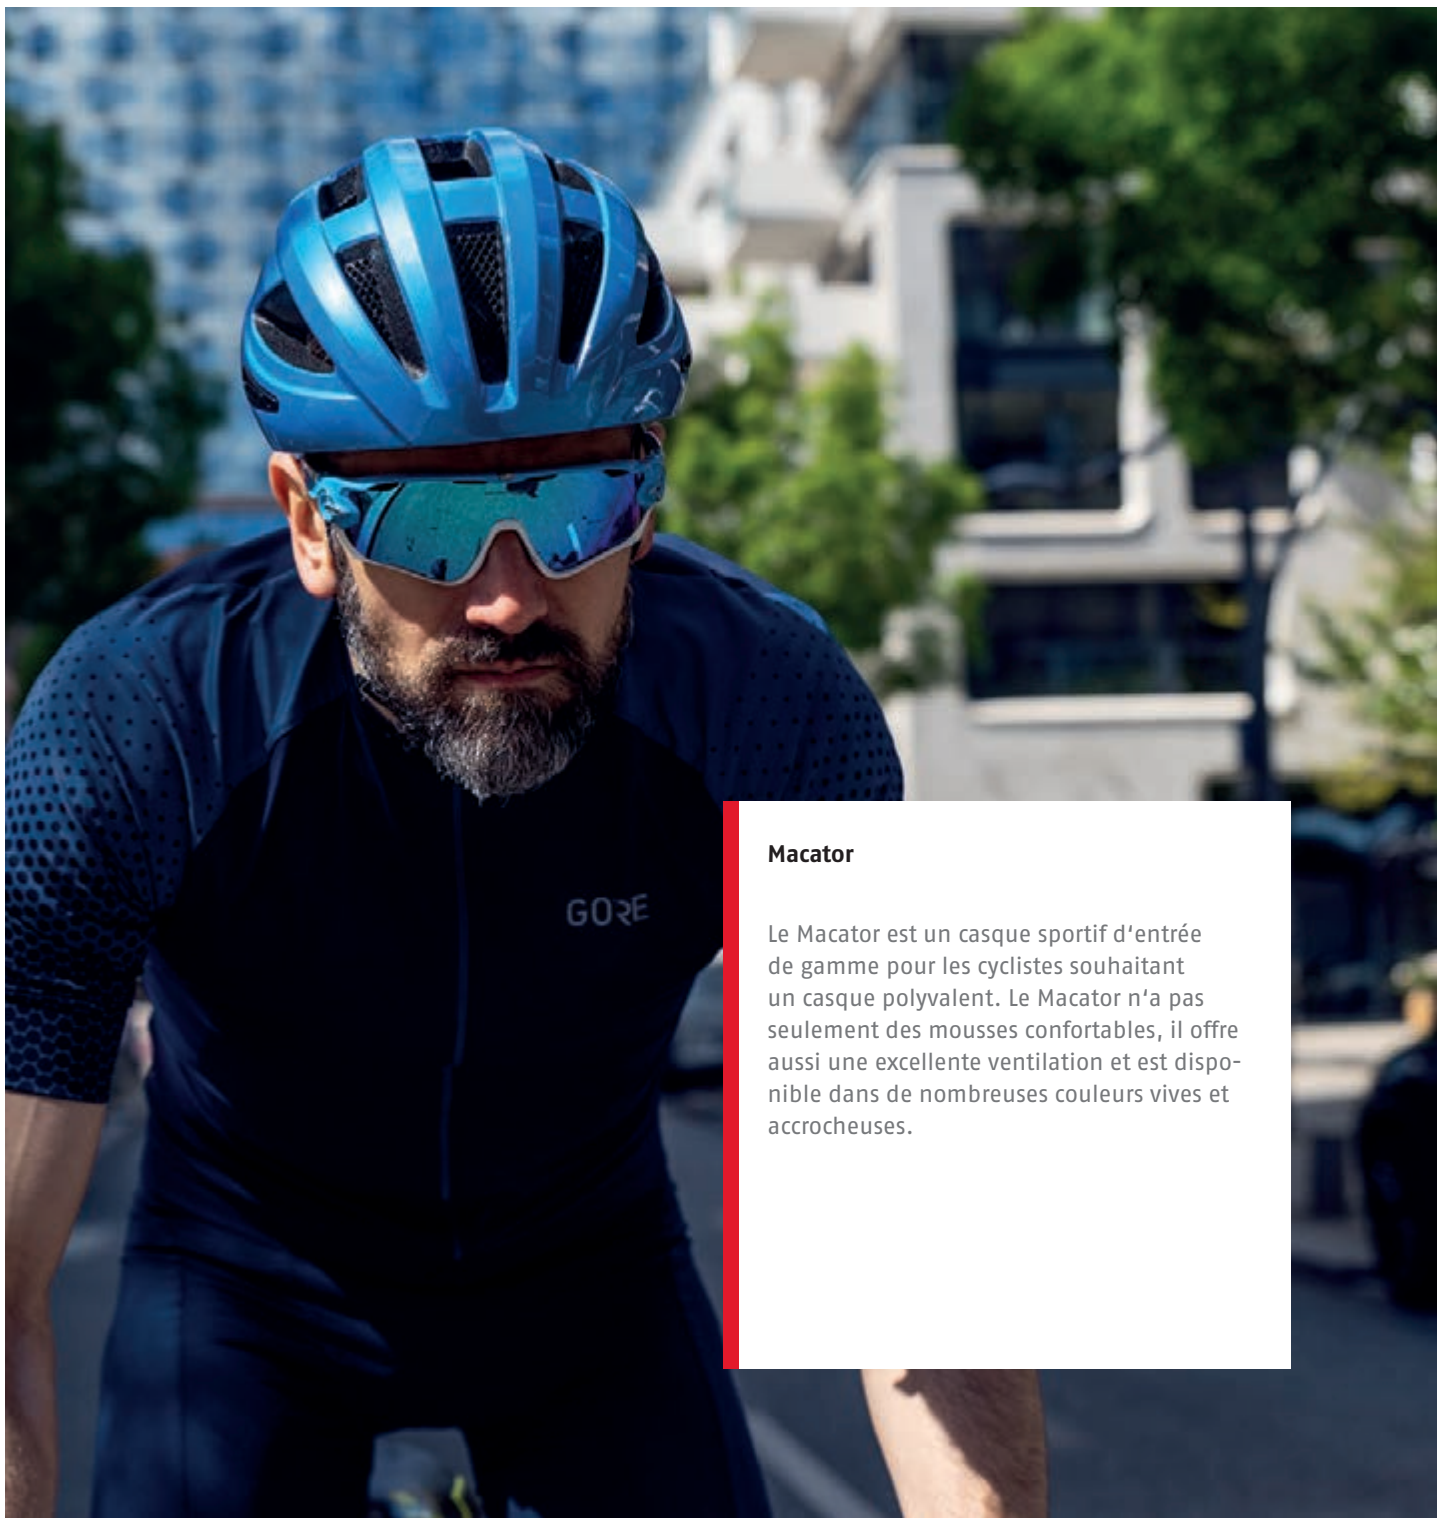 GORE
Macator
Le Macator est un casque sportif d‘entrée
de gamme pour les cyclistes souhaitant
un casque polyvalent. Le Macator n‘a pas
seulement des mousses confortables, il offre
aussi une excellente ventilation et est dispo-
nible dans de nombreuses couleurs vives et
accrocheuses.